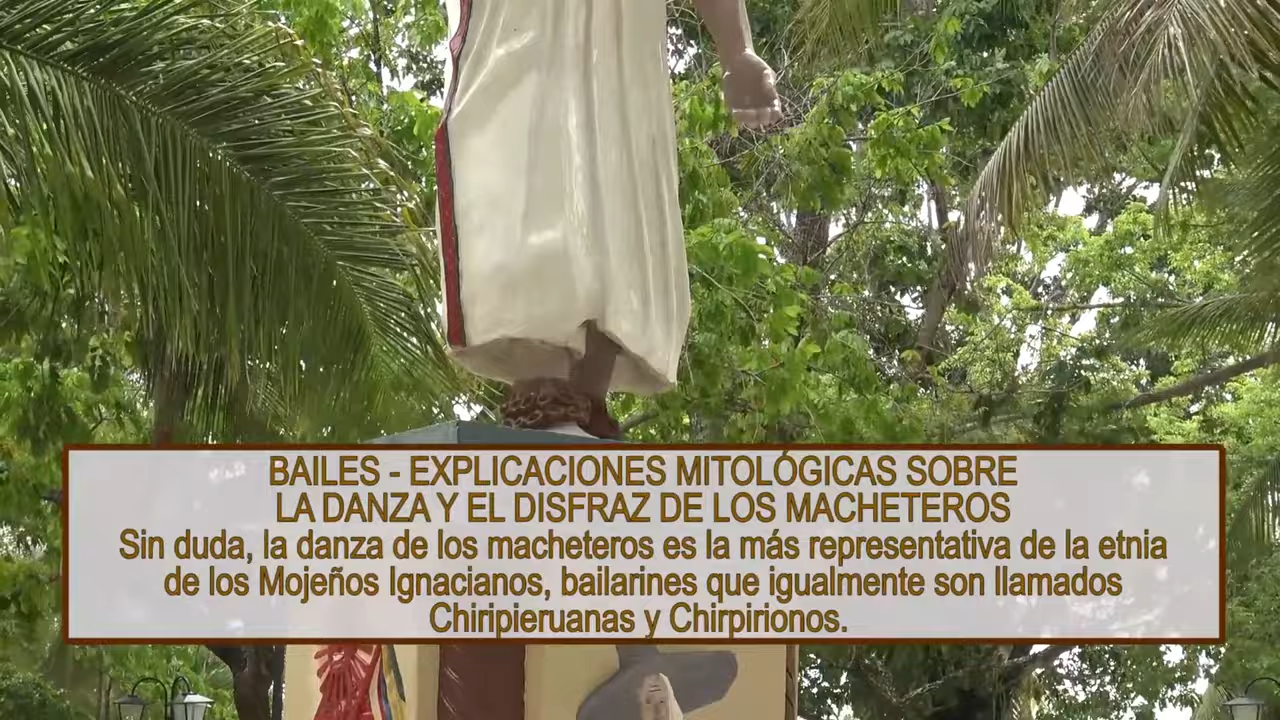 BAILES - EXPLICACIONES MITOLÓGICAS SOBRE
LA DANZA Y EL DISFRAZ DE LOS MACHETEROS
Sin duda, la danza de los macheteros es la más representativa de la etnia
de los Mojeños Ignacianos, bailarines que igualmente son llamados
Chiripieruanas y Chirpirionos.